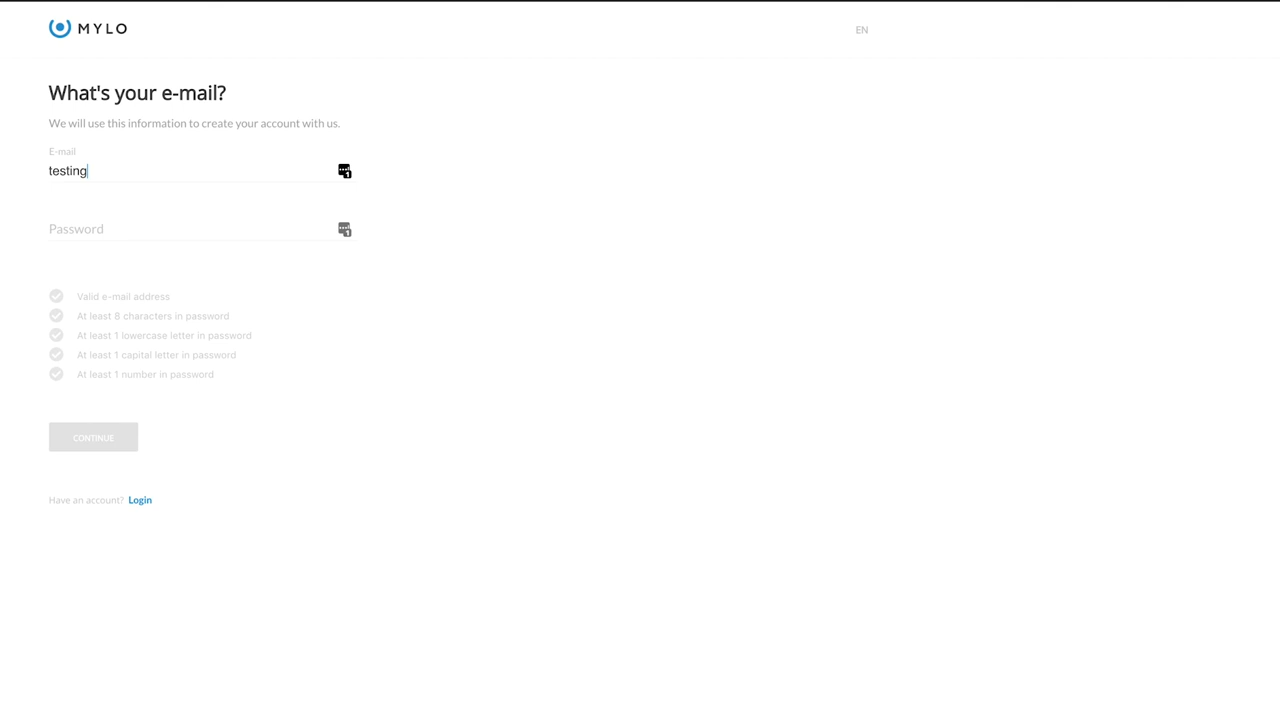 MYLO
EN
What's your e-mail?
We will use this information to create your account with us.
E-mail
testing
Password
Valid e-mail address
At least 8 characters in password
At least 1 lowercase letter in password
At least 1 capital letter in password
At least 1 number in password
CONTINUE
Have an account? Login